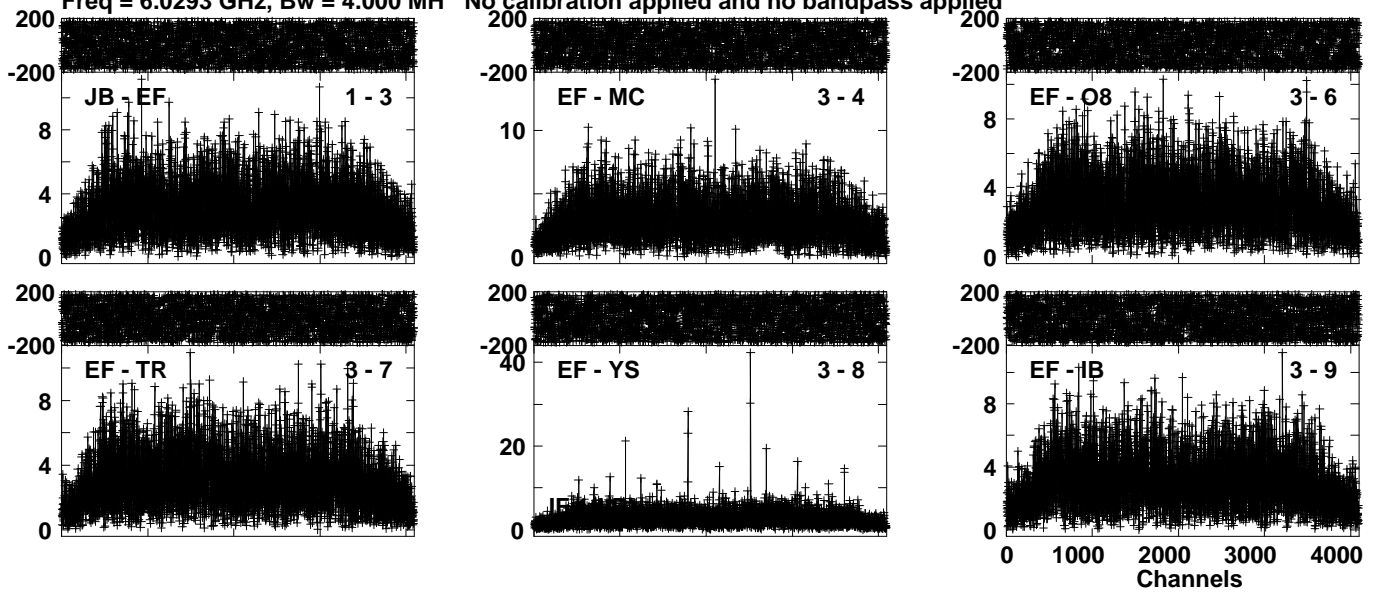 Freq = 6.0293 GHz, Bw = 4.000 MH No calibration applied and no bandpass applied
200 200 200
-200 -200 -200
JB - EF 1 - 3 EF - MC 3 - 4 EF - O8 3 - 6
8 10 8
4 4
0 0 0
200 200 200
-200 -200 -200
EF - TR 3 - 7 EF - YS 3 - 8 EF - IB 3 - 9
40
8 20 8
4 4
0 0 0
0 1000 2000 3000 4000
Channels